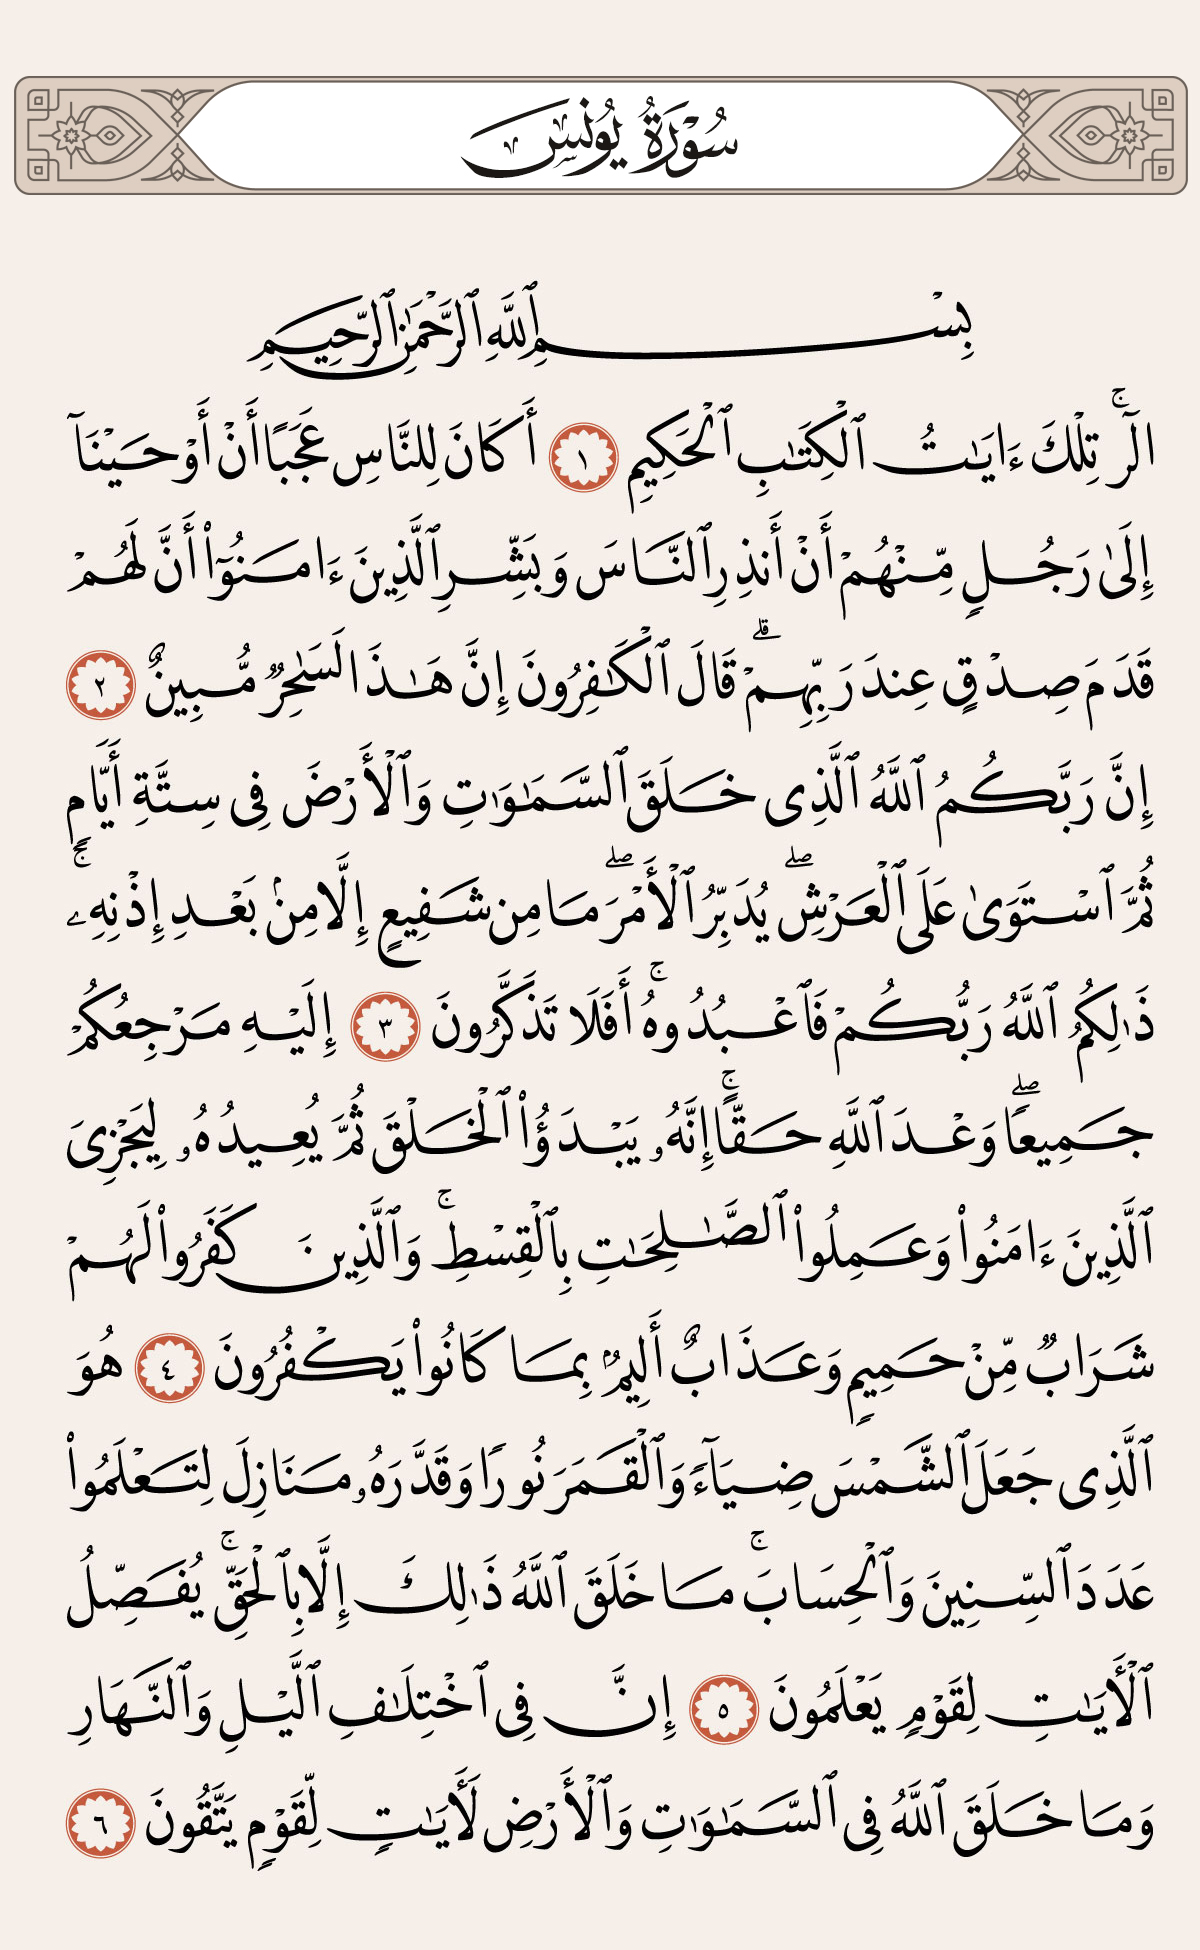 سُورَةُ يُونُسَ
بِسْمِ ٱللَّهِ ٱلرَّحْمَٰنِ ٱلرَّحِيمِ
الٓرۚ تِلْكَ ءَايَٰتُ ٱلْكِتَٰبِ ٱلْحَكِيمِ ١ أَكَانَ لِلنَّاسِ عَجَبًا أَنْ أَوْحَيْنَآ
إِلَىٰ رَجُلٍ مِّنْهُمْ أَنْ أَنذِرِ ٱلنَّاسَ وَبَشِّرِ ٱلَّذِينَ ءَامَنُوٓا۟ أَنَّ لَهُمْ
قَدَمَ صِدْقٍ عِندَ رَبِّهِمْۗ قَالَ ٱلْكَٰفِرُونَ إِنَّ هَٰذَا لَسَٰحِرٌ مُّبِينٌ ٢
إِنَّ رَبَّكُمُ ٱللَّهُ ٱلَّذِى خَلَقَ ٱلسَّمَٰوَٰتِ وَٱلْأَرْضَ فِى سِتَّةِ أَيَّامٍ
ثُمَّ ٱسْتَوَىٰ عَلَى ٱلْعَرْشِۖ يُدَبِّرُ ٱلْأَمْرَۖ مَا مِن شَفِيعٍ إِلَّا مِنۢ بَعْدِ إِذْنِهِۦۚ
ذَٰلِكُمُ ٱللَّهُ رَبُّكُمْ فَٱعْبُدُوهُۚ أَفَلَا تَذَكَّرُونَ ٣ إِلَيْهِ مَرْجِعُكُمْ
جَمِيعًاۖ وَعْدَ ٱللَّهِ حَقًّاۚ إِنَّهُۥ يَبْدَؤُا۟ ٱلْخَلْقَ ثُمَّ يُعِيدُهُۥ لِيَجْزِىَ
ٱلَّذِينَ ءَامَنُوا۟ وَعَمِلُوا۟ ٱلصَّٰلِحَٰتِ بِٱلْقِسْطِۚ وَٱلَّذِينَ كَفَرُوا۟ لَهُمْ
شَرَابٌ مِّنْ حَمِيمٍ وَعَذَابٌ أَلِيمٌۢ بِمَا كَانُوا۟ يَكْفُرُونَ ٤ هُوَ
ٱلَّذِى جَعَلَ ٱلشَّمْسَ ضِيَآءً وَٱلْقَمَرَ نُورًا وَقَدَّرَهُۥ مَنَازِلَ لِتَعْلَمُوا۟
عَدَدَ ٱلسِّنِينَ وَٱلْحِسَابَۚ مَا خَلَقَ ٱللَّهُ ذَٰلِكَ إِلَّا بِٱلْحَقِّۚ يُفَصِّلُ
ٱلْأَيَٰتِ لِقَوْمٍ يَعْلَمُونَ ٥ إِنَّ فِى ٱخْتِلَٰفِ ٱلَّيْلِ وَٱلنَّهَارِ
وَمَا خَلَقَ ٱللَّهُ فِى ٱلسَّمَٰوَٰتِ وَٱلْأَرْضِ لَأَيَٰتٍ لِّقَوْمٍ يَتَّقُونَ ٦